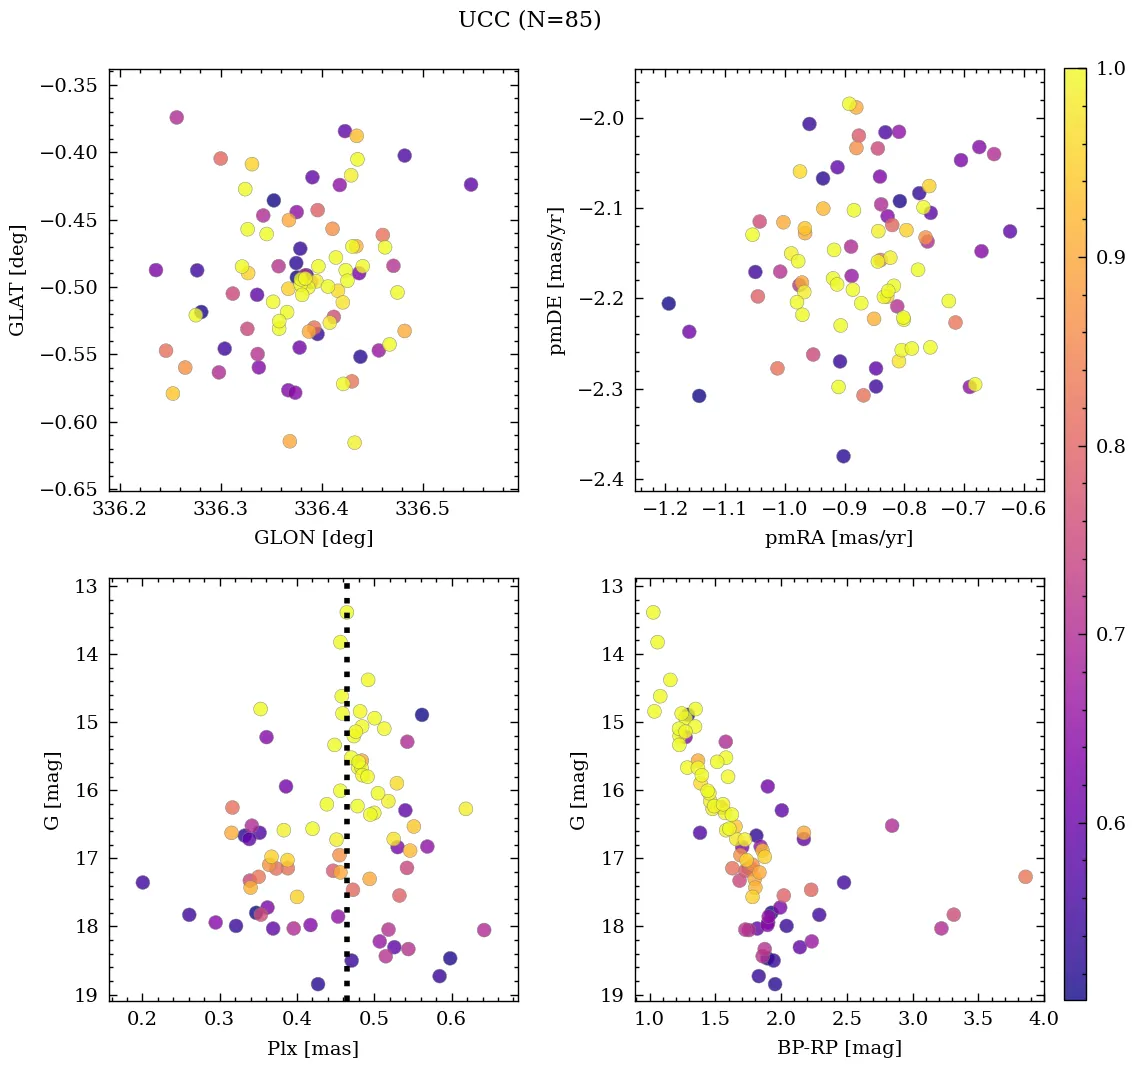 UCC (N=85)
−0.35
−0.40
−0.45
−0.50
−0.55
−0.60
−0.65
GLAT [deg]
336.2 336.3 336.4 336.5
GLON [deg]
−2.0
−2.1
−2.2
−2.3
−2.4
pmDE [mas/yr]
−1.2 −1.1 −1.0 −0.9 −0.8 −0.7 −0.6
pmRA [mas/yr]
13
14
15
16
17
18
19
G [mag]
0.2 0.3 0.4 0.5 0.6
Plx [mas]
13
14
15
16
17
18
19
G [mag]
1.0 1.5 2.0 2.5 3.0 3.5 4.0
BP-RP [mag]
1.0
0.9
0.8
0.7
0.6